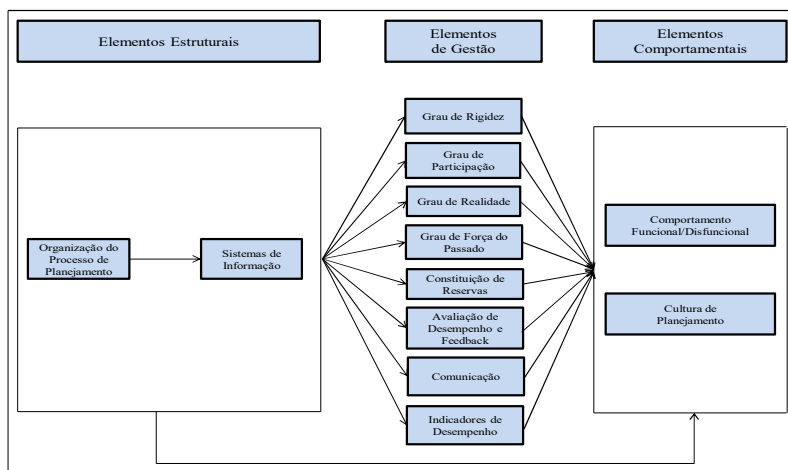 Elementos Estruturais
Elementos
de Gestão
Elementos
Comportamentais
Organização do
Processo de
Planejamento
Sistemas de
Informação
Grau de Rigidez
Grau de
Participação
Grau de Realidade
Grau de Força do
Passado
Constituição de
Reservas
Avaliação de
Desempenho e
Feedback
Comunicação
Indicadores de
Desempenho
Comportamento
Funcional/Disfuncional
Cultura de
Planejamento